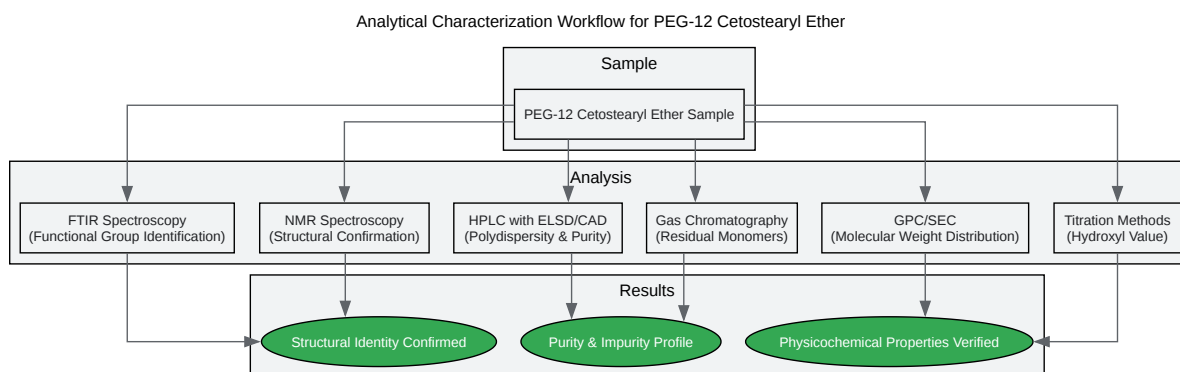 Analytical Characterization Workflow for PEG-12 Cetostearyl Ether
Sample
PEG-12 Cetostearyl Ether Sample
Analysis
FTIR Spectroscopy
(Functional Group Identification)
NMR Spectroscopy
(Structural Confirmation)
HPLC with ELSD/CAD
(Polydispersity & Purity)
Gas Chromatography
(Residual Monomers)
GPC/SEC
(Molecular Weight Distribution)
Titration Methods
(Hydroxyl Value)
Results
Structural Identity Confirmed
Purity & Impurity Profile
Physicochemical Properties Verified